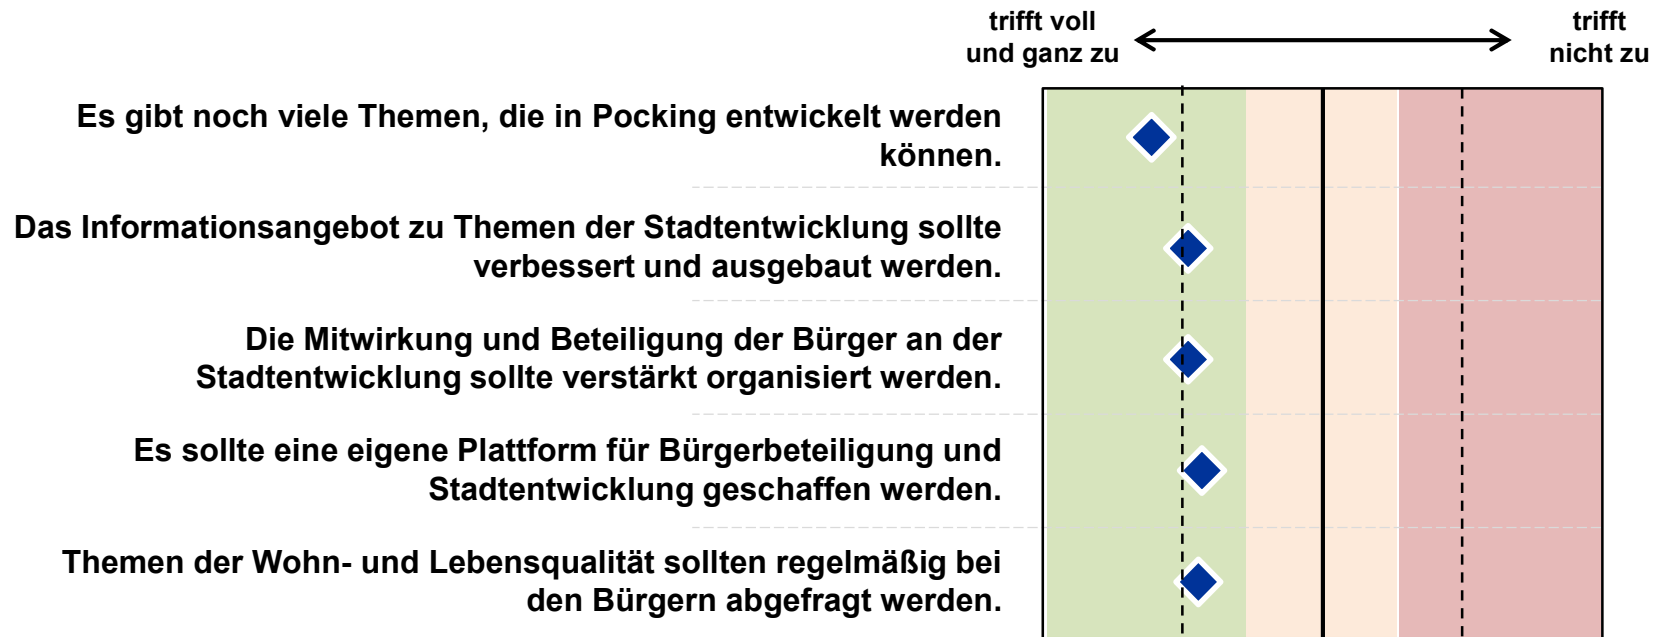 trifft voll
und ganz zu
trifft
nicht zu
Es gibt noch viele Themen, die in Pocking entwickelt werden
können.
Das Informationsangebot zu Themen der Stadtentwicklung sollte
verbessert und ausgebaut werden.
Die Mitwirkung und Beteiligung der Bürger an der
Stadtentwicklung sollte verstärkt organisiert werden.
Es sollte eine eigene Plattform für Bürgerbeteiligung und
Stadtentwicklung geschaffen werden.
Themen der Wohn- und Lebensqualität sollten regelmäßig bei
den Bürgern abgefragt werden.